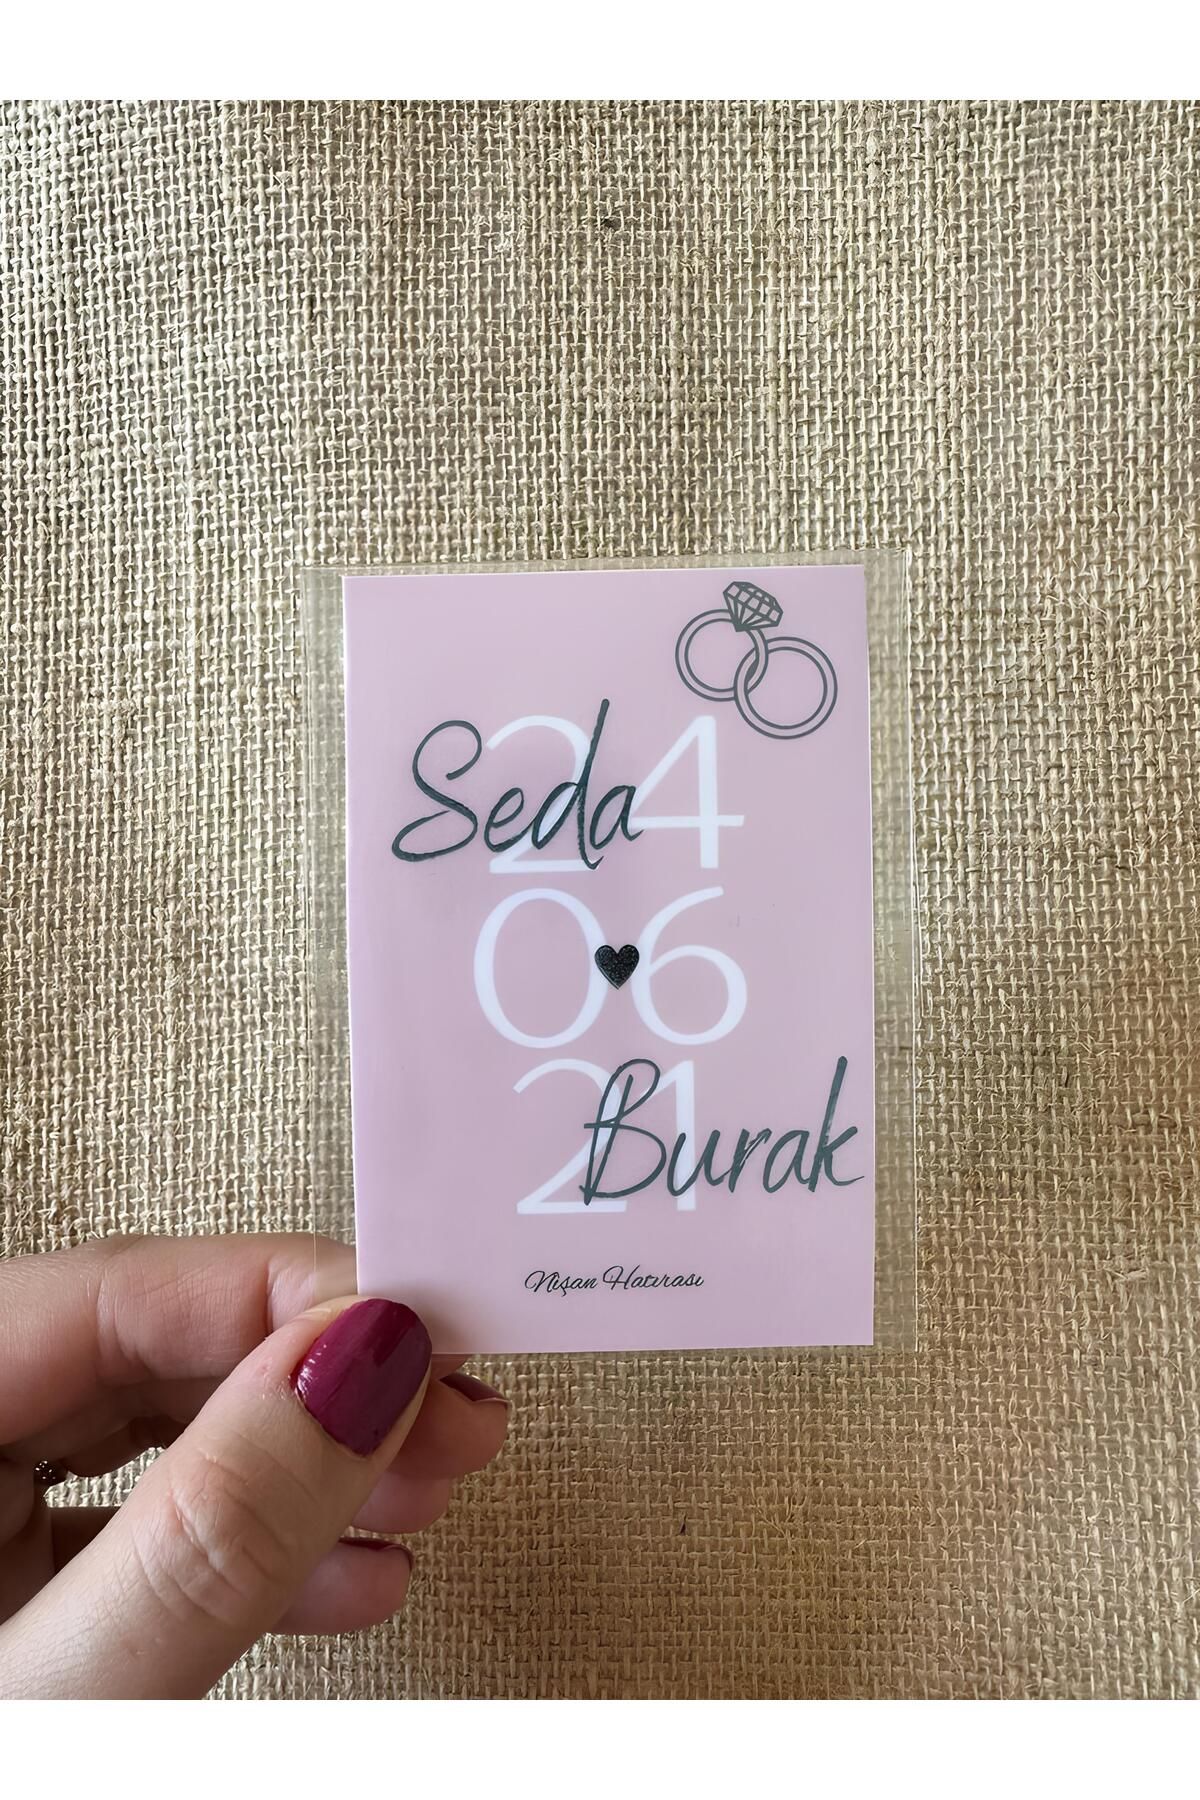 Seda
24
06
21
Burak
Nişan Hatırası